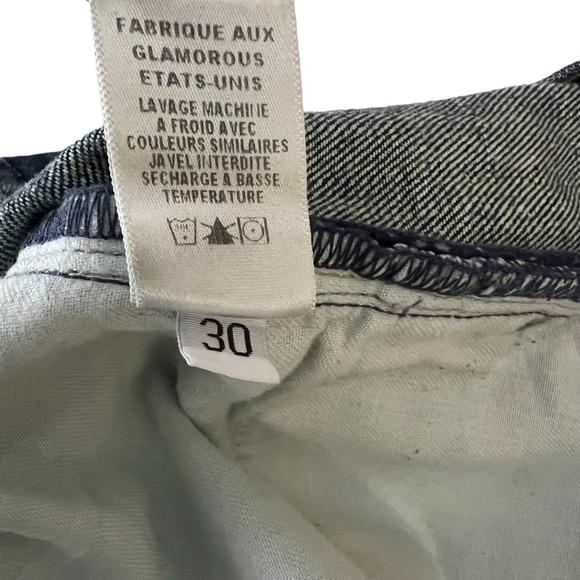 FABRIQUE AUX
GLAMOROUS
ETATS-UNIS
LAVAGE MACHINE
A FROID AVEC
COULEURS SIMILAIRES
JAVEL INTERDITE
SECHARGE A BASSE
TEMPERATURE
30